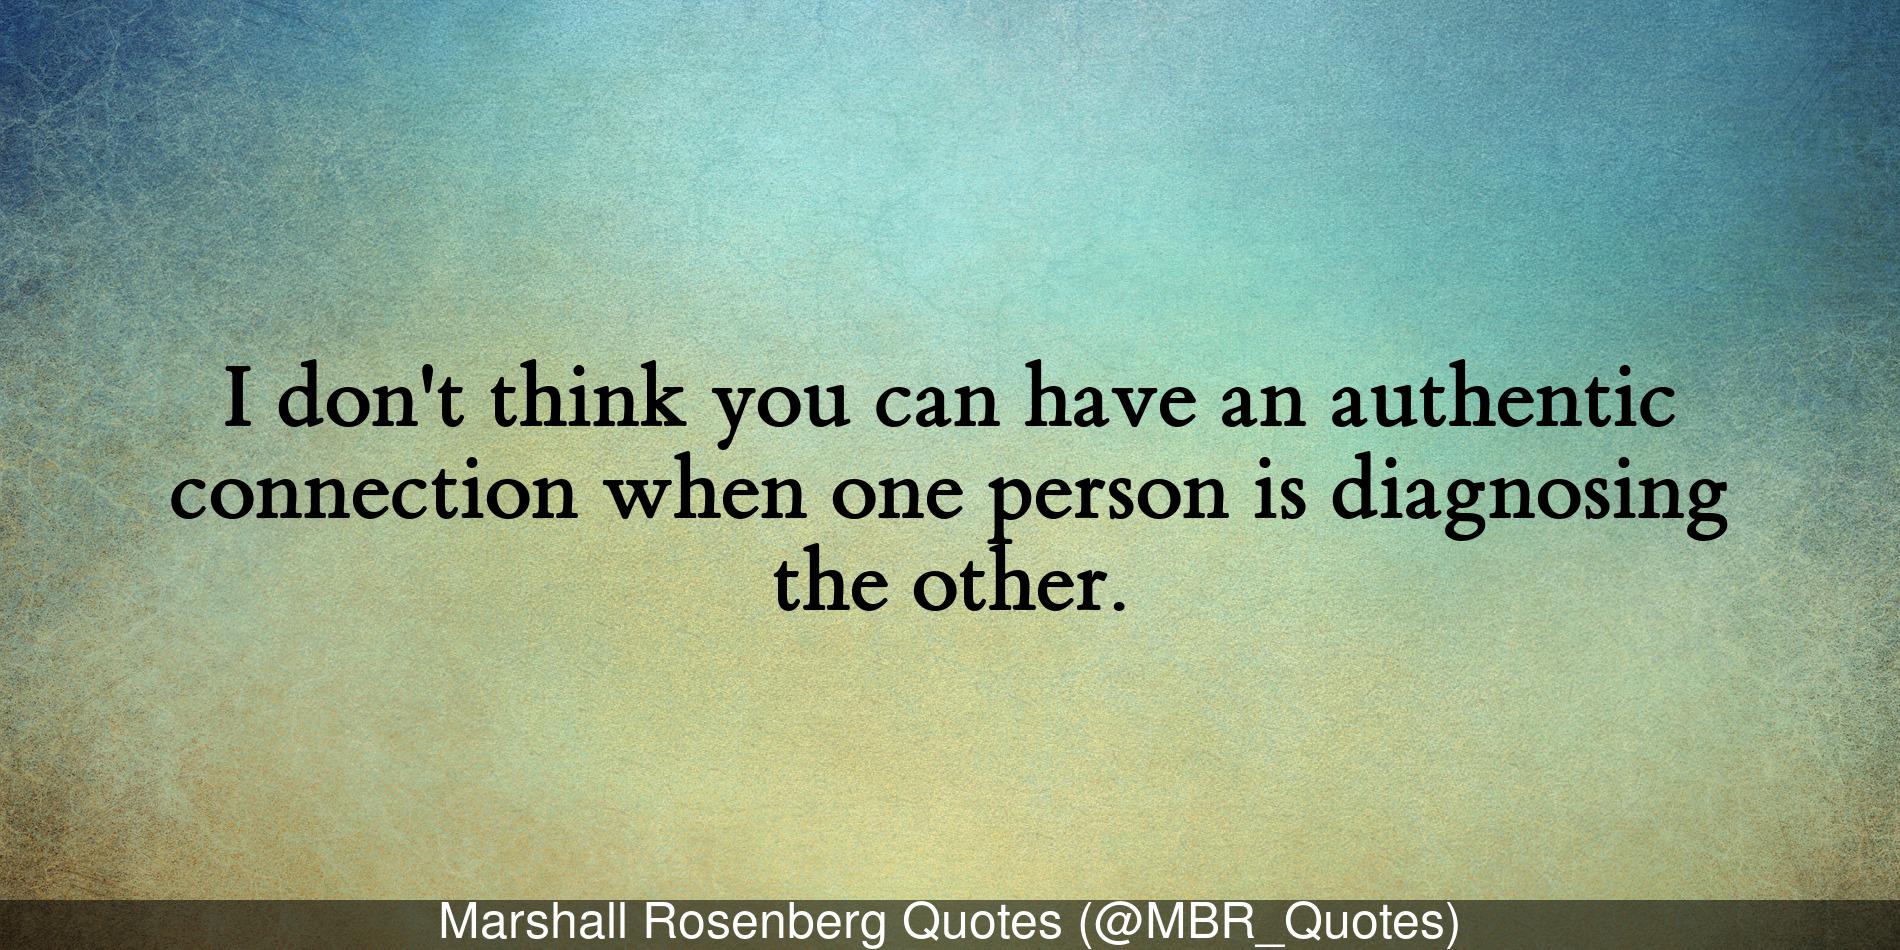 I don't think you can have an authentic
connection when one person is diagnosing
the other.
Marshall Rosenberg Quotes (@MBR_Quotes)